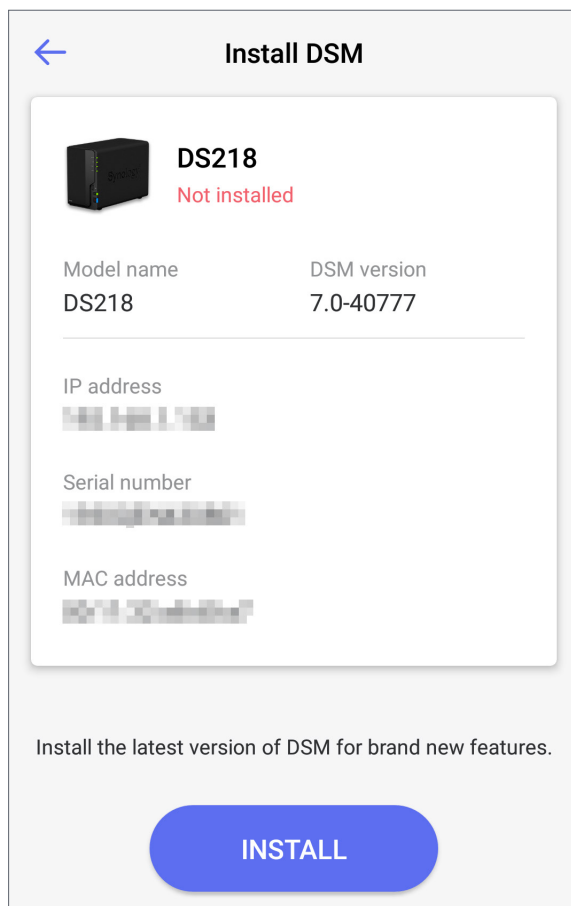 Install DSM
DS218
Not installed
Model name
DSM version
DS218
7.0-40777
IP address
Serial number
MAC address
Install the latest version of DSM for brand new features.
INSTALL